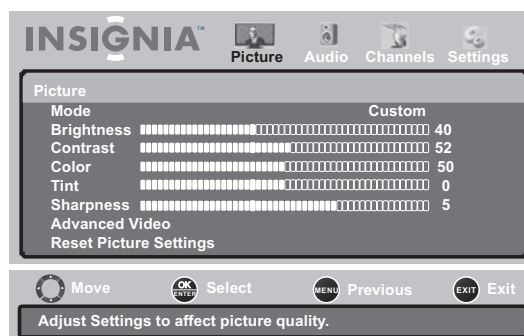 INSIGNIA™
Picture Audio Channels Settings
Picture
Mode Custom
Brightness 40
Contrast 52
Color 50
Tint 0
Sharpness 5
Advanced Video
Reset Picture Settings
Move OK ENTER Select MENU Previous EXIT Exit
Adjust Settings to affect picture quality.